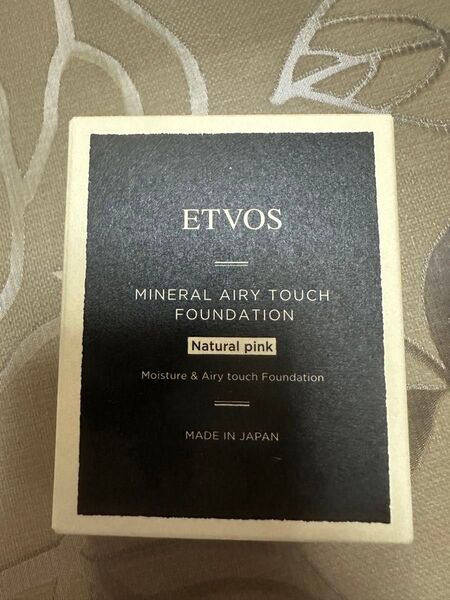 ETVOS
MINERAL AIRY TOUCH
FOUNDATION
Natural pink
Moisture & Airy touch Foundation
MADE IN JAPAN